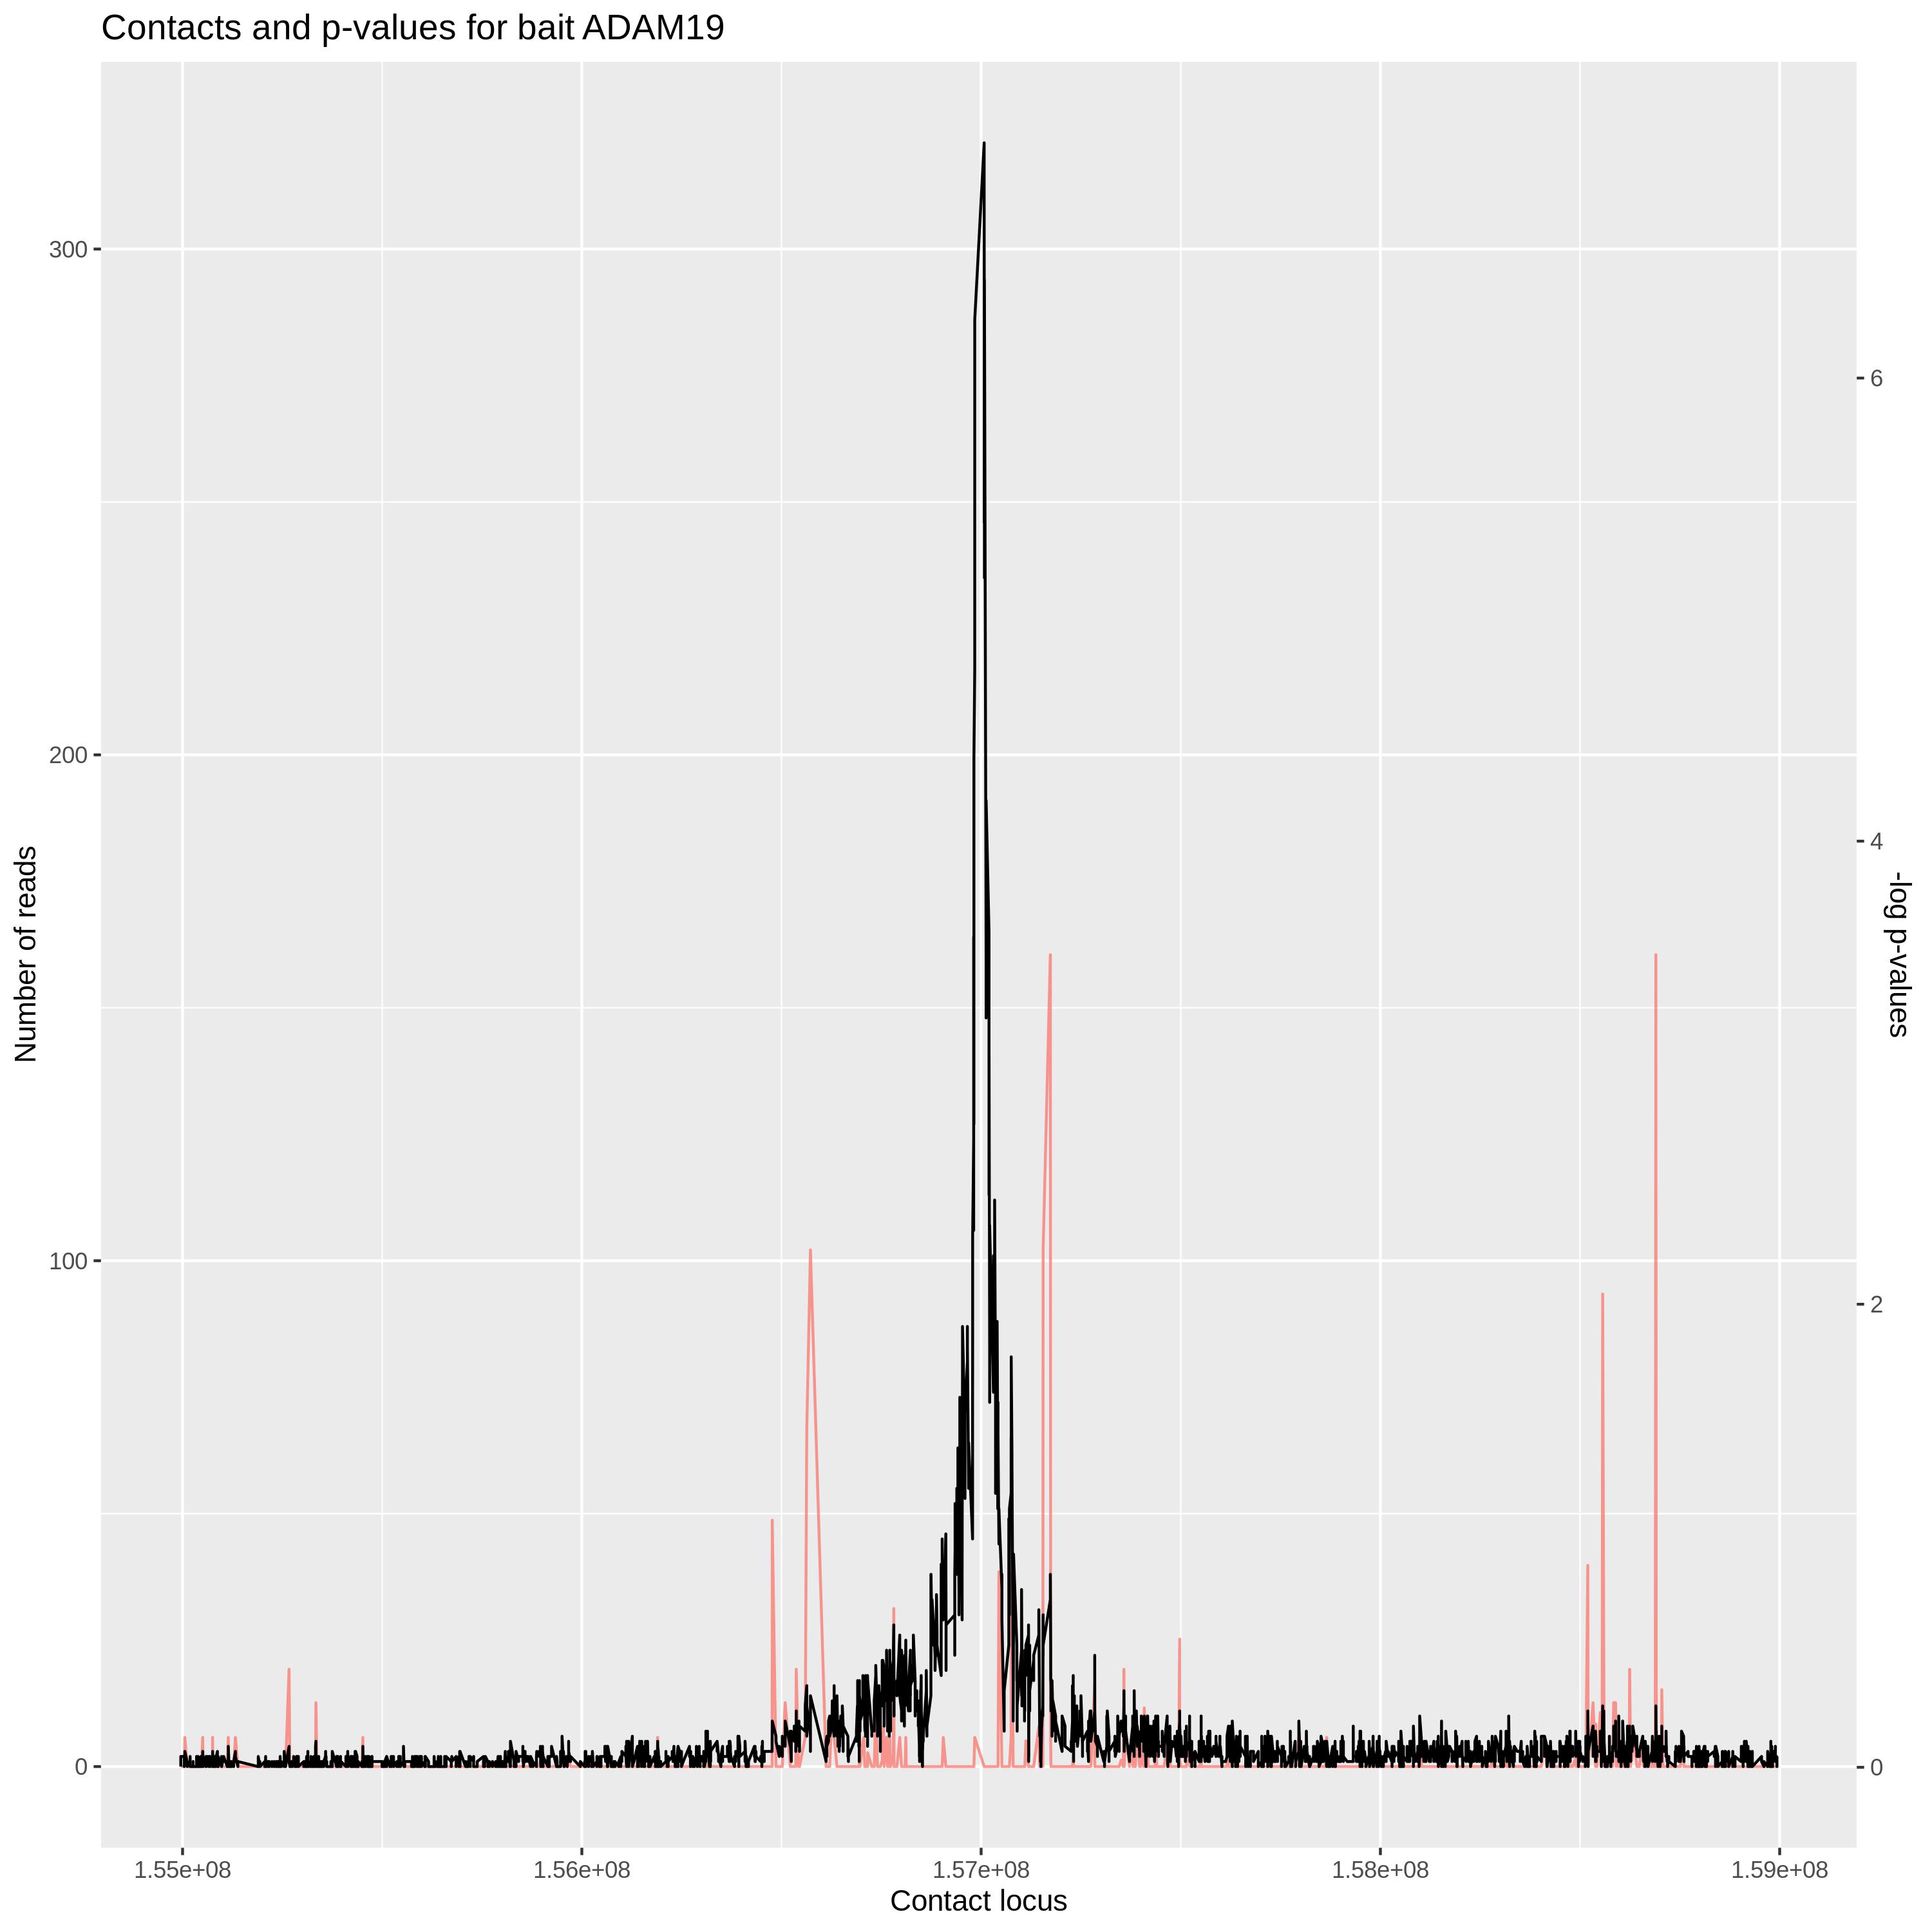 Contacts and p-values for bait ADAM19
300
200
100
0
Number of reads
6
4
2
0
-log p-values
1.55e+08
1.56e+08
1.57e+08
1.58e+08
1.59e+08
Contact locus